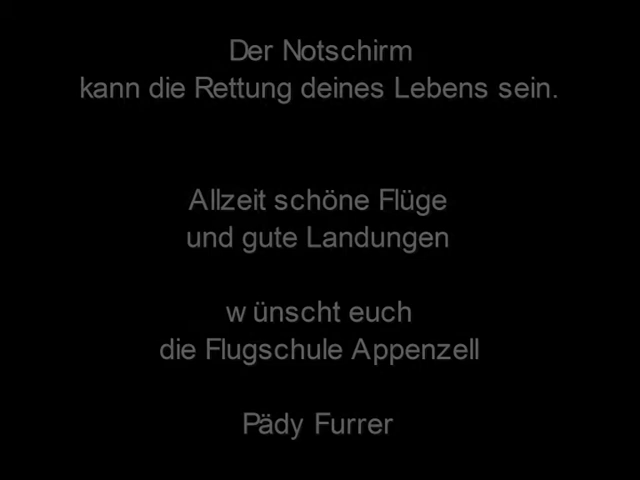 Der Notschirm
kann die Rettung deines Lebens sein.
Allzeit schöne Flüge
und gute Landungen
wünscht euch
die Flugschule Appenzell
Pädy Furrer